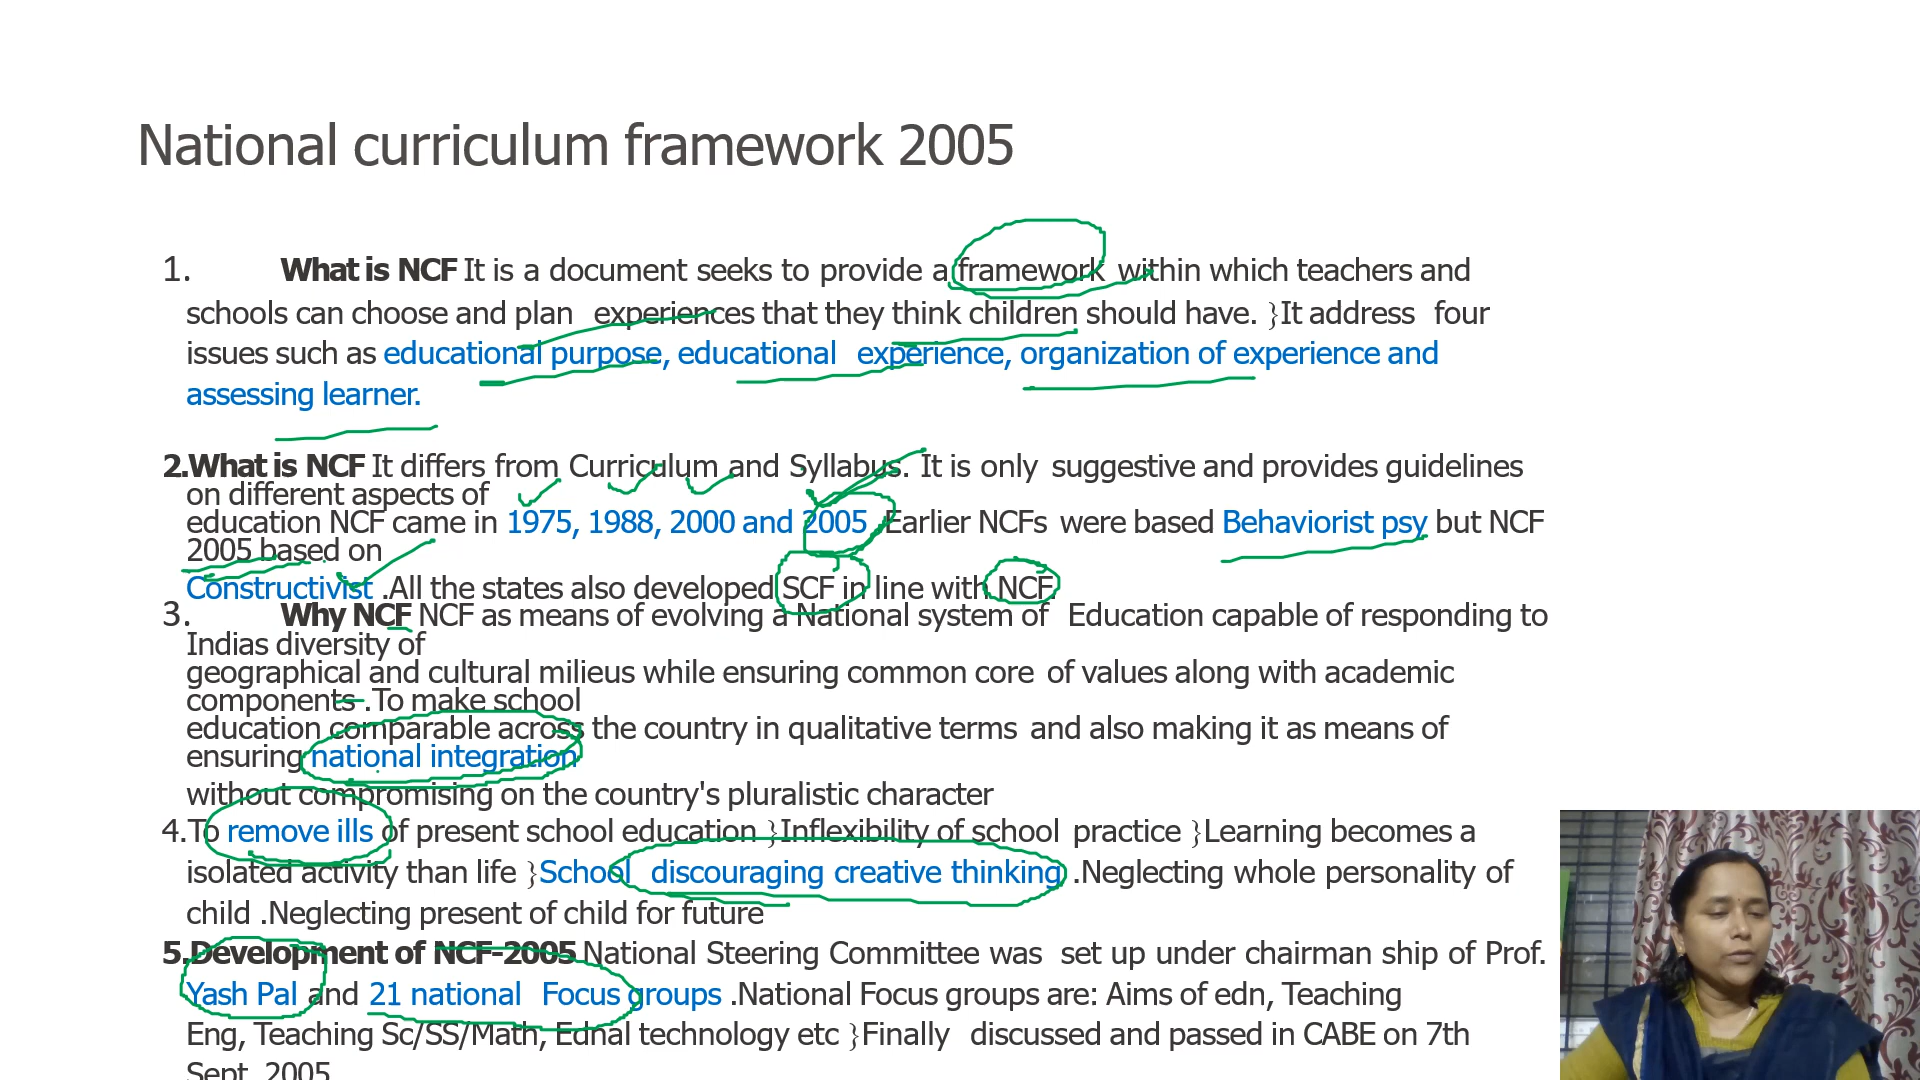 National curriculum framework 2005
1. What is NCF It is a document seeks to provide a framework within which teachers and
schools can choose and plan experiences that they think children should have. }It address four
issues such as educational purpose, educational experience, organization of experience and
assessing learner.
2.What is NCF It differs from Curriculum and Syllabus. It is only suggestive and provides guidelines
on different aspects of
education NCF came in 1975, 1988, 2000 and 2005 .Earlier NCFs were based Behaviorist psy but NCF
2005 based on
Constructivist .All the states also developed SCF in line with NCF.
3. Why NCF NCF as means of evolving a National system of Education capable of responding to
Indias diversity of
geographical and cultural milieus while ensuring common core of values along with academic
components .To make school
education comparable across the country in qualitative terms and also making it as means of
ensuring national integration
without compromising on the country's pluralistic character
4.To remove ills of present school education }Inflexibility of school practice }Learning becomes a
isolated activity than life }School discouraging creative thinking .Neglecting whole personality of
child .Neglecting present of child for future
5.Development of NCF-2005 National Steering Committee was set up under chairman ship of Prof.
Yash Pal and 21 national Focus groups .National Focus groups are: Aims of edn, Teaching
Eng, Teaching Sc/SS/Math, Ednal technology etc }Finally discussed and passed in CABE on 7th
Sept. 2005